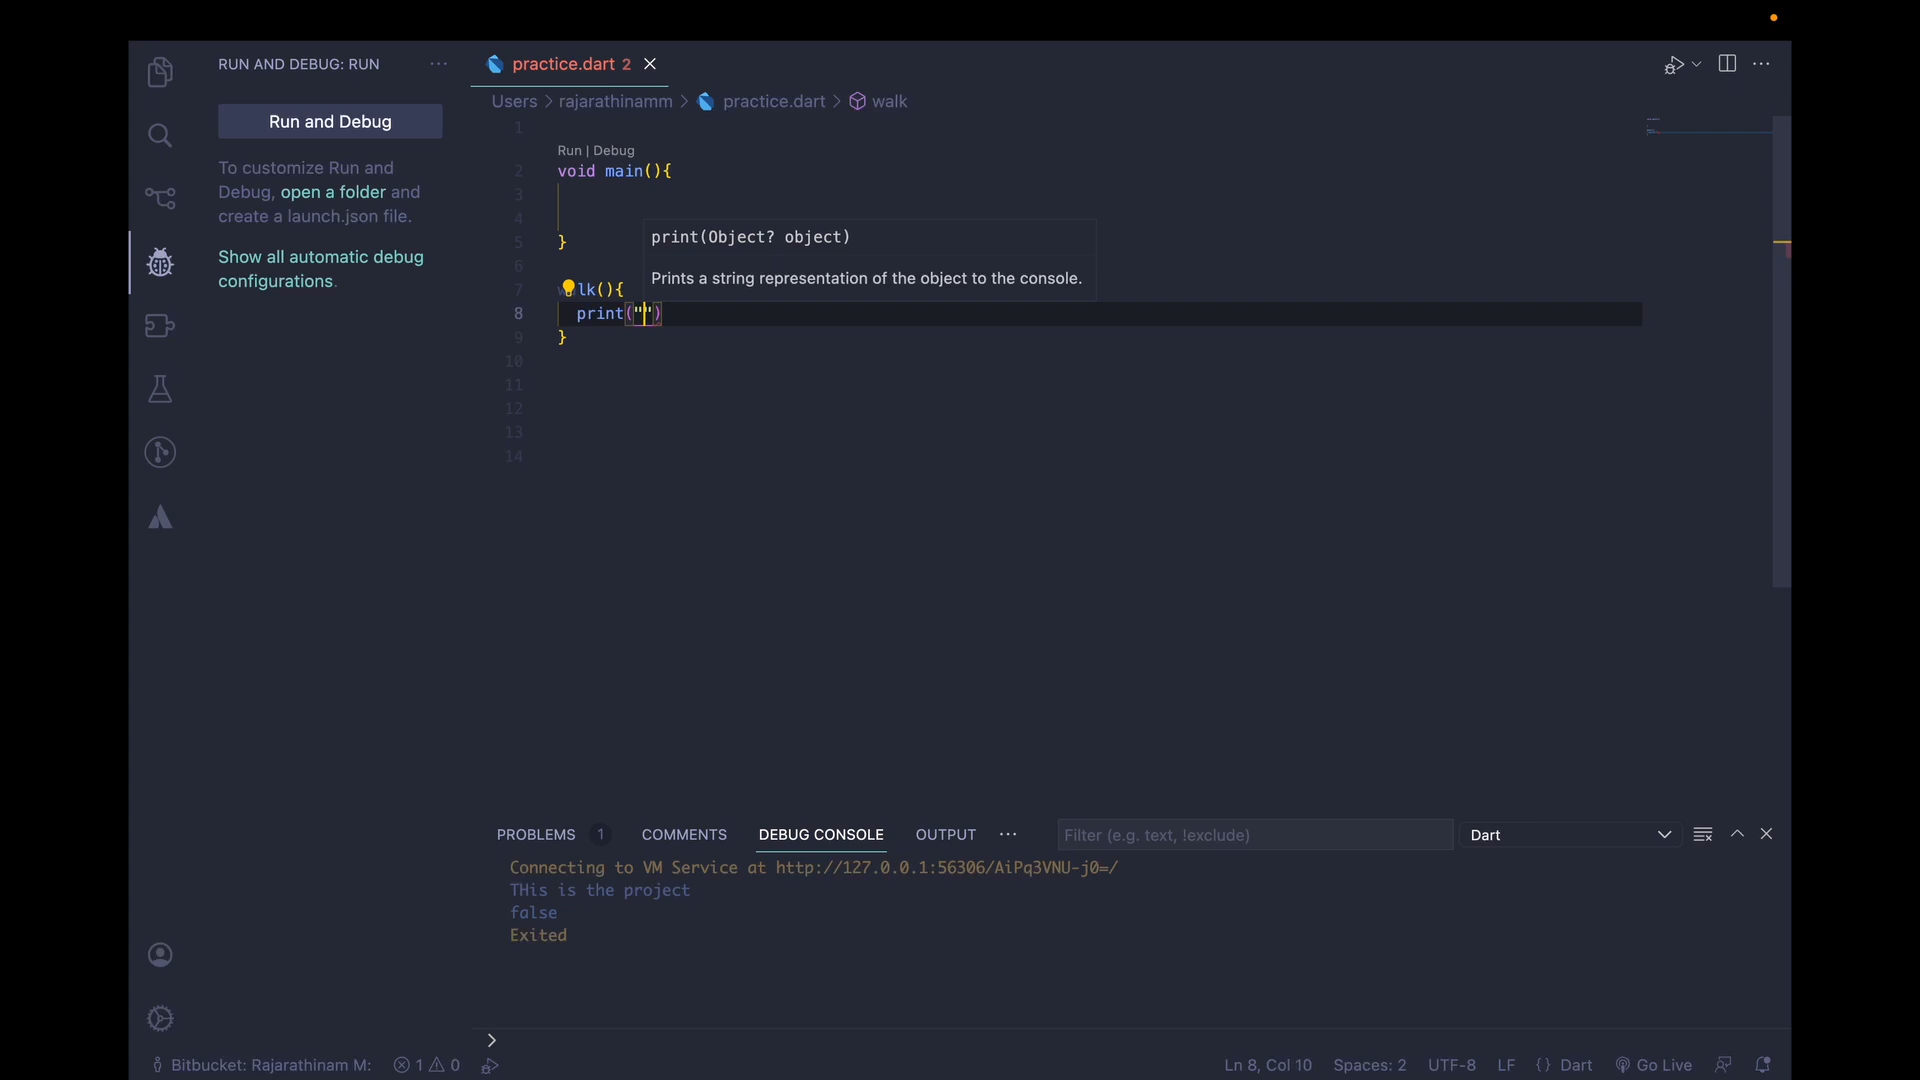 RUN AND DEBUG: RUN
Run and Debug
To customize Run and
Debug, open a folder and
create a launch.json file.
Show all automatic debug
configurations.
practice.dart 2
Users > rajarathinamm > practice.dart > walk
1
Run | Debug
2 void main(){
3
4
5 }
6
7 lk(){
8 print("")
9 }
10
11
12
13
14
print(Object? object)
Prints a string representation of the object to the console.
PROBLEMS 1 COMMENTS DEBUG CONSOLE OUTPUT ··· Filter (e.g. text, !exclude) Dart
Connecting to VM Service at http://127.0.0.1:56306/AiPq3VNU-j0=/
THis is the project
false
Exited
>
Bitbucket: Rajarathinam M: 1 0 Ln 8, Col 10 Spaces: 2 UTF-8 LF {} Dart Go Live